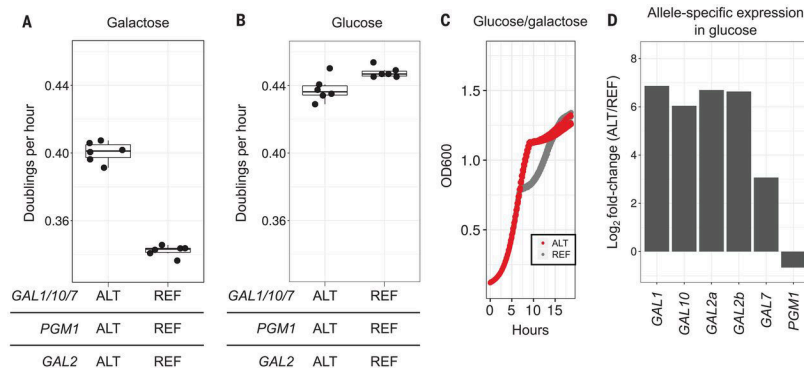 A
Galactose
Doublings per hour
0.44
0.40
0.36
GAL1/10/7 ALT REF
PGM1 ALT REF
GAL2 ALT REF
B
Glucose
Doublings per hour
0.44
0.40
0.36
GAL1/10/7 ALT REF
PGM1 ALT REF
GAL2 ALT REF
C
Glucose/galactose
OD600
1.5
1.0
0.5
ALT
REF
0 5 10 15
Hours
D
Allele-specific expression
in glucose
Log2 fold-change (ALT/REF)
8
6
4
2
0
GAL1
GAL10
GAL2a
GAL2b
GAL7
PGM1